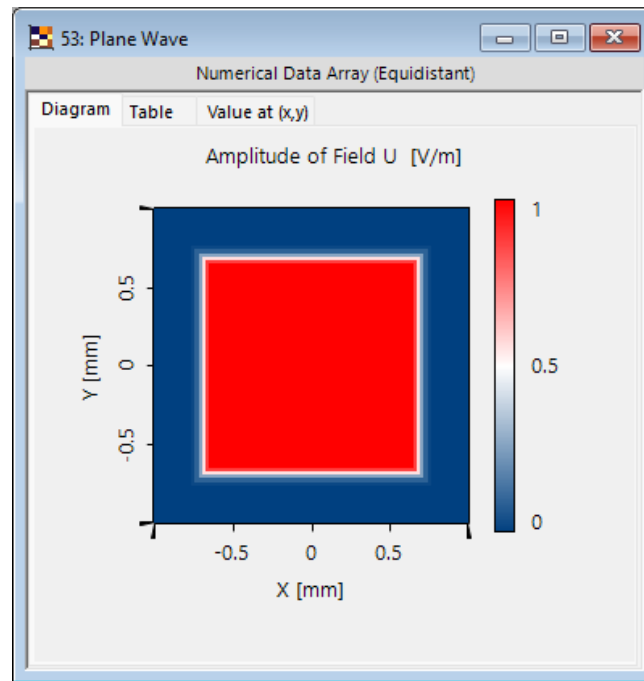 53: Plane Wave
Numerical Data Array (Equidistant)
Diagram Table Value at (x,y)
Amplitude of Field U [V/m]
1
0.5
0
-0.5
Y [mm]
0.5
0
-0.5 0 0.5
X [mm]